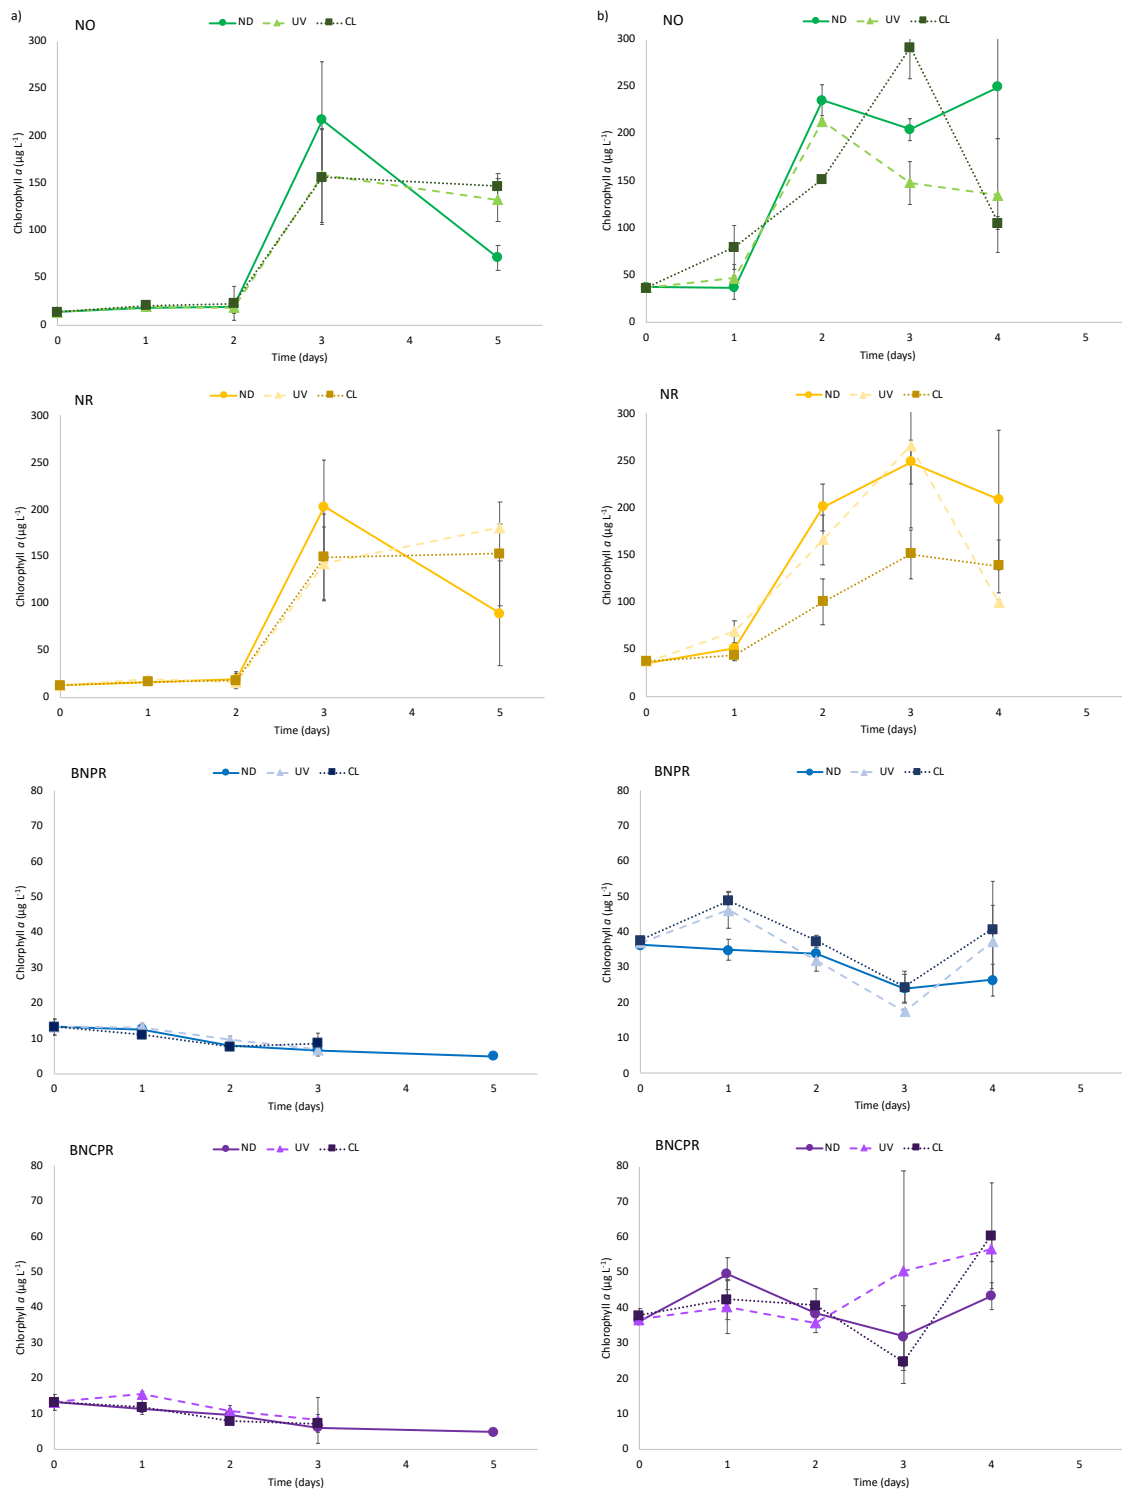 a)
NO
ND UV CL
300
250
200
150
100
50
0
Chlorophyll a (µg L-1)
0 1 2 3 4 5
Time (days)
b)
NO
ND UV CL
300
250
200
150
100
50
0
Chlorophyll a (µg L-1)
0 1 2 3 4 5
Time (days)
NR
ND UV CL
300
250
200
150
100
50
0
Chlorophyll a (µg L-1)
0 1 2 3 4 5
Time (days)
NR
ND UV CL
300
250
200
150
100
50
0
Chlorophyll a (µg L-1)
0 1 2 3 4 5
Time (days)
BNPR
ND UV CL
80
70
60
50
40
30
20
10
0
Chlorphyll a (µg L-1)
0 1 2 3 4 5
Time (days)
BNPR
ND UV CL
80
70
60
50
40
30
20
10
0
Chlorophyll a (µg L-1)
0 1 2 3 4 5
Time (days)
BNCPR
ND UV CL
80
70
60
50
40
30
20
10
0
Chlorophyll a (µg L-1)
0 1 2 3 4 5
Time (days)
BNCPR
ND UV CL
80
70
60
50
40
30
20
10
0
Chlorophyll a (µg L-1)
0 1 2 3 4 5
Time (days)